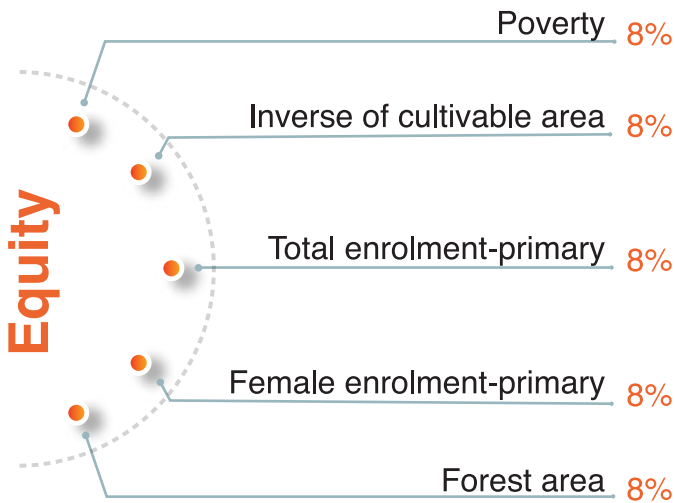 Equity
Poverty 8%
Inverse of cultivable area 8%
Total enrolment-primary 8%
Female enrolment-primary 8%
Forest area 8%